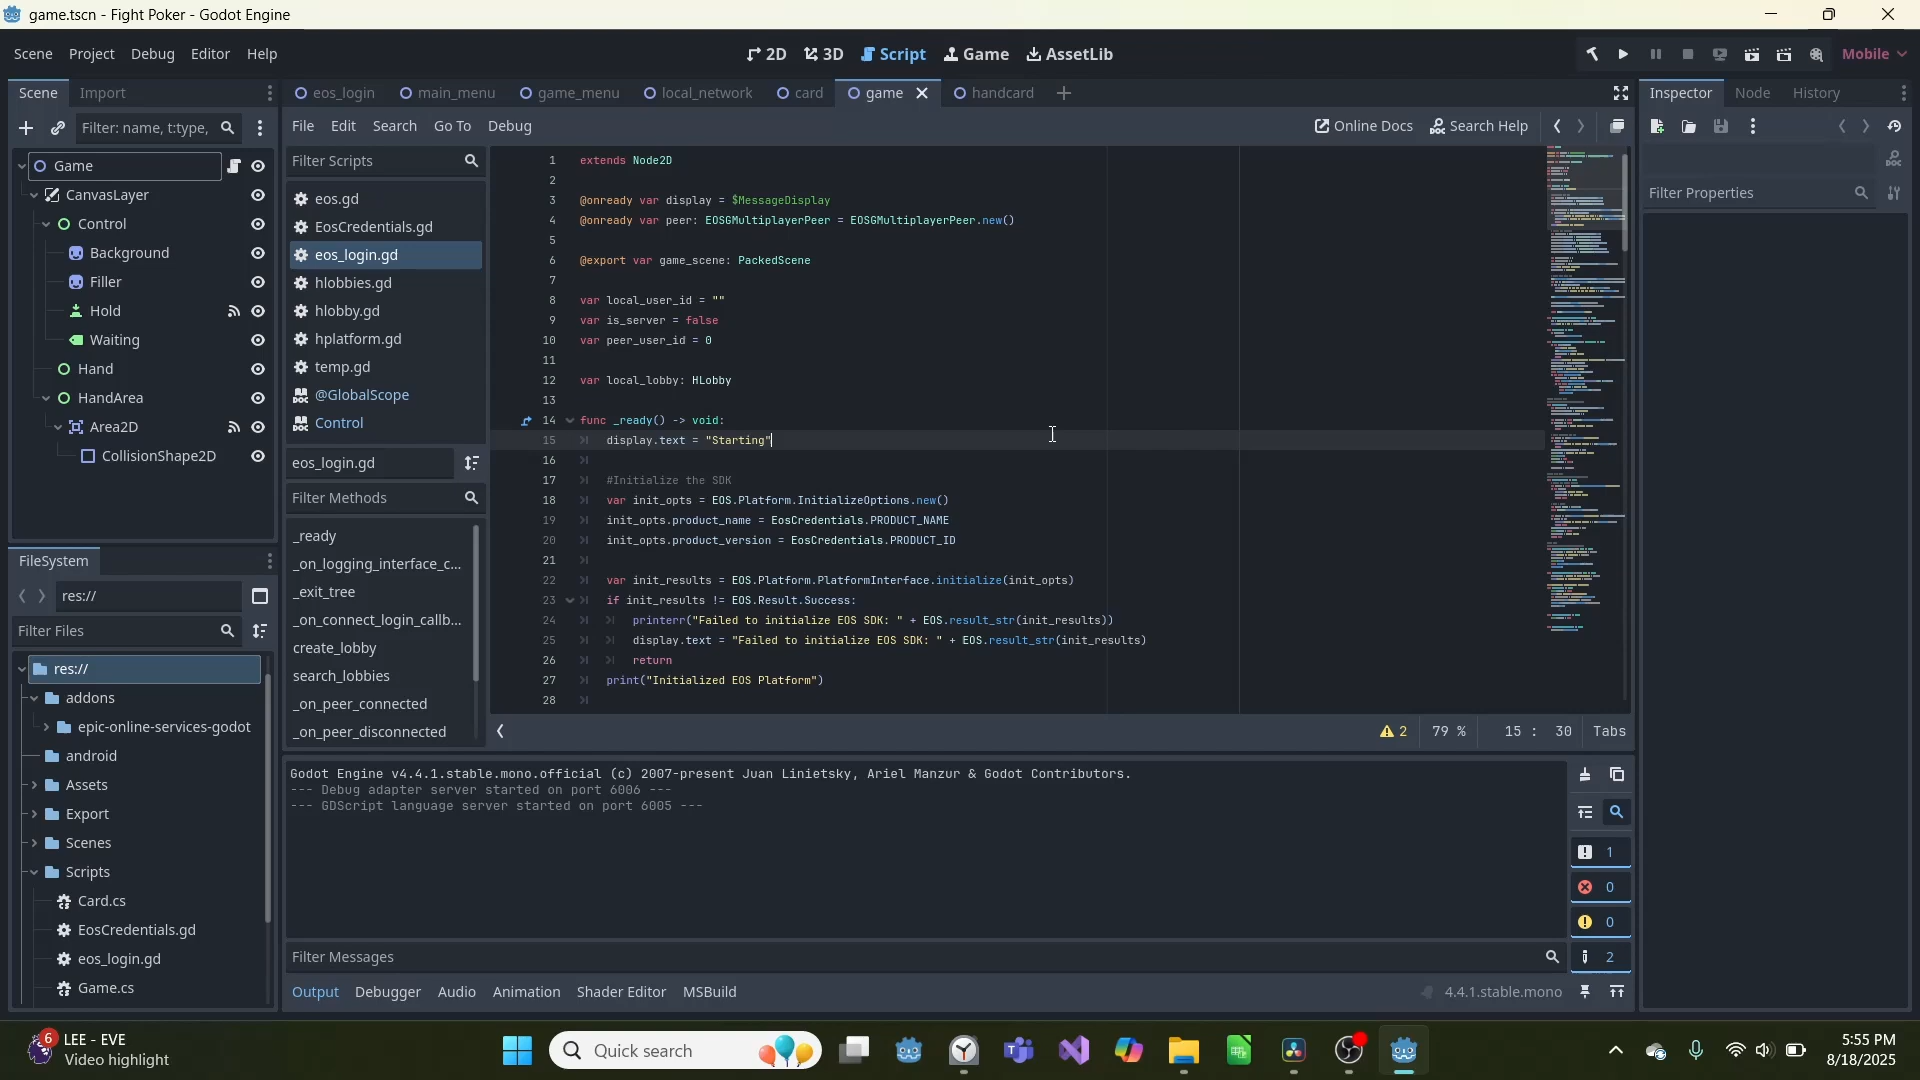 game.tscn - Fight Poker - Godot Engine
Scene Project Debug Editor Help
2D 3D Script Game AssetLib
Mobile
Scene Import
eos_login main_menu game_menu local_network card game handcard
Inspector Node History
Filter: name, t:type,
File Edit Search Go To Debug
Online Docs Search Help
Filter Properties
Game
CanvasLayer
Control
Background
Filler
Hold
Waiting
Hand
HandArea
Area2D
CollisionShape2D
Filter Scripts
eos.gd
EosCredentials.gd
eos_login.gd
hlobbies.gd
hlobby.gd
hplatform.gd
temp.gd
@GlobalScope
Control
eos_login.gd
Filter Methods
_ready
_on_logging_interface_c...
_exit_tree
_on_connect_login_callb...
create_lobby
search_lobbies
_on_peer_connected
_on_peer_disconnected
1 extends Node2D
2
3 @onready var display = $MessageDisplay
4 @onready var peer: EOSGMultiplayerPeer = EOSGMultiplayerPeer.new()
5
6 @export var game_scene: PackedScene
7
8 var local_user_id = ""
9 var is_server = false
10 var peer_user_id = 0
11
12 var local_lobby: HLobby
13
14 func _ready() -> void:
15 display.text = "Starting"
16
17 #Initialize the SDK
18 var init_opts = EOS.Platform.InitializeOptions.new()
19 init_opts.product_name = EosCredentials.PRODUCT_NAME
20 init_opts.product_version = EosCredentials.PRODUCT_ID
21
22 var init_results = EOS.Platform.PlatformInterface.initialize(init_opts)
23 if init_results != EOS.Result.Success:
24 printerr("Failed to initialize EOS SDK: " + EOS.result_str(init_results))
25 display.text = "Failed to initialize EOS SDK: " + EOS.result_str(init_results)
26 return
27 print("Initialized EOS Platform")
28
2 79 % 15 : 30 Tabs
FileSystem
res://
Filter Files
res://
addons
epic-online-services-godot
android
Assets
Export
Scenes
Scripts
Card.cs
EosCredentials.gd
eos_login.gd
Game.cs
Godot Engine v4.4.1.stable.mono.official (c) 2007-present Juan Linietsky, Ariel Manzur & Godot Contributors.
--- Debug adapter server started on port 6006 ---
--- GDScript language server started on port 6005 ---
1
0
0
2
Filter Messages
Output Debugger Audio Animation Shader Editor MSBuild
4.4.1.stable.mono
6
LEE - EVE
Video highlight
Quick search
5:55 PM
8/18/2025